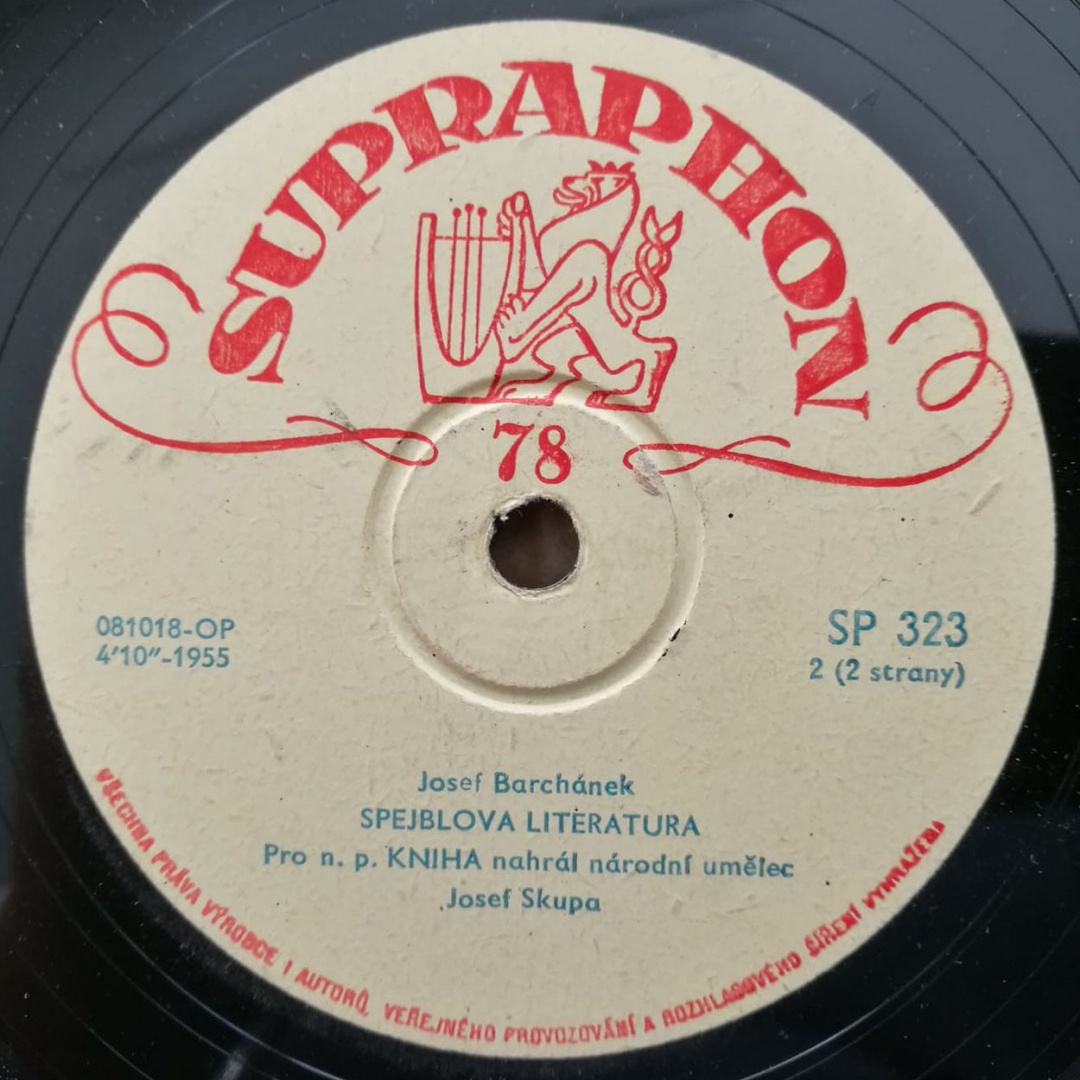 SUPRAPHON
78
081018-OP
4'10"-1955
SP 323
2 (2 strany)
Josef Barchánek
SPEJBLOVA LITERATURA
Pro n. p. KNIHA nahrál národní umělec
Josef Skupa
VŠECHNA PRÁVA VÝROBCE I AUTORŮ, VEŘEJNÉHO PROVOZOVÁNÍ A ROZHLASOVÉHO ŠÍŘENÍ VYHRAŽENA